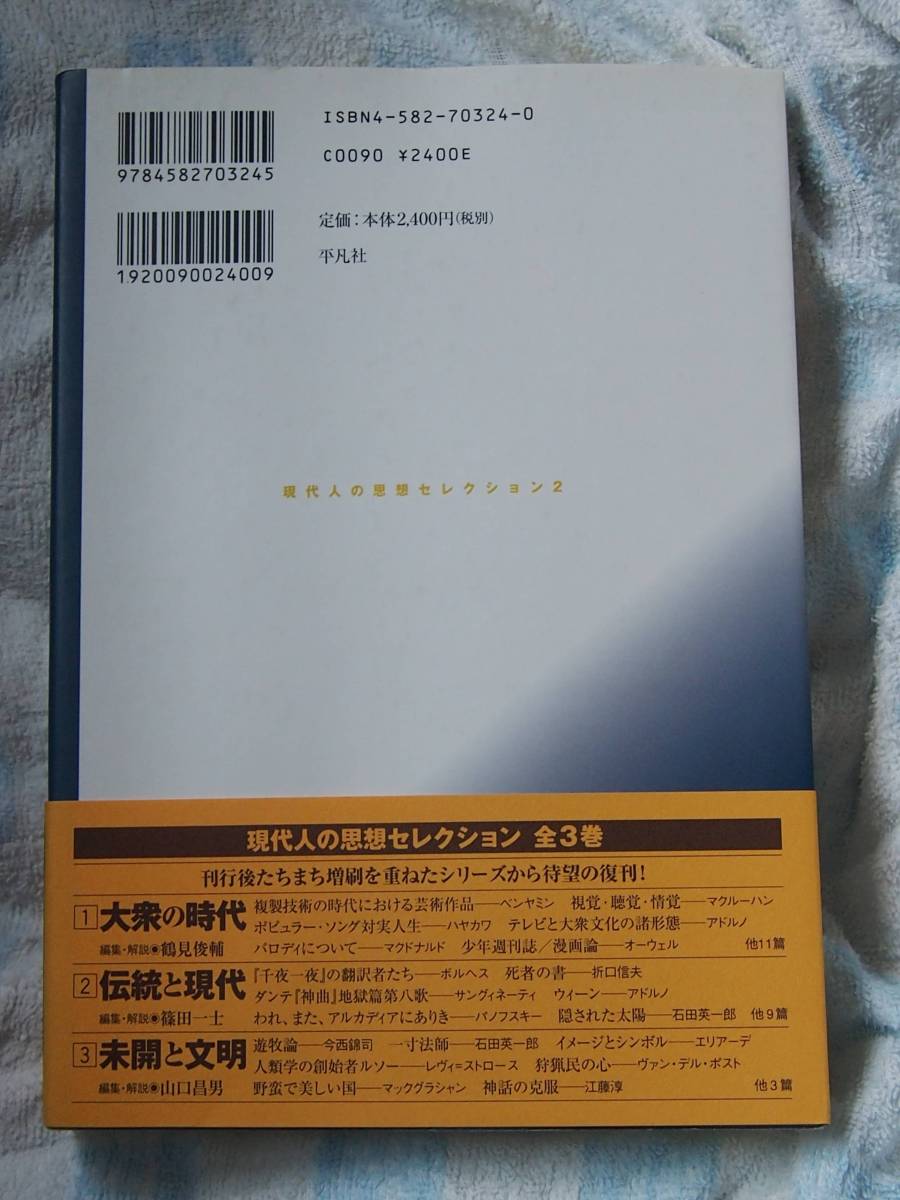 ISBN4-582-70324-0
9784582703245
C0090 ¥2400E
1920090024009
定価：本体2,400円（税別）
平凡社
現代人の思想セレクション2
現代人の思想セレクション 全3巻
刊行後たちまち増刷を重ねたシリーズから待望の復刊！
1 大衆の時代
編集・解説◉鶴見俊輔
複製技術の時代における芸術作品──ベンヤミン 視覚・聴覚・情覚──マクルーハン
ポピュラー・ソング対実人生──ハヤカワ テレビと大衆文化の諸形態──アドルノ
パロディについて──マクドナルド 少年週刊誌／漫画論──オーウェル 他11篇
2 伝統と現代
編集・解説◉篠田一士
『千夜一夜』の翻訳者たち──ボルヘス 死者の書──折口信夫
ダンテ『神曲』地獄篇第八歌──サングィネーティ ウィーン──アドルノ
われ、また、アルカディアにありき──パノフスキー 隠された太陽──石田英一郎 他9篇
3 未開と文明
編集・解説◉山口昌男
遊牧論──今西錦司 一寸法師──石田英一郎 イメージとシンボル──エリアーデ
人類学の創始者ルソー──レヴィ=ストロース 狩猟民の心──ヴァン・デル・ポスト
野蛮で美しい国──マックグラシャン 神話の克服──江藤淳 他3篇